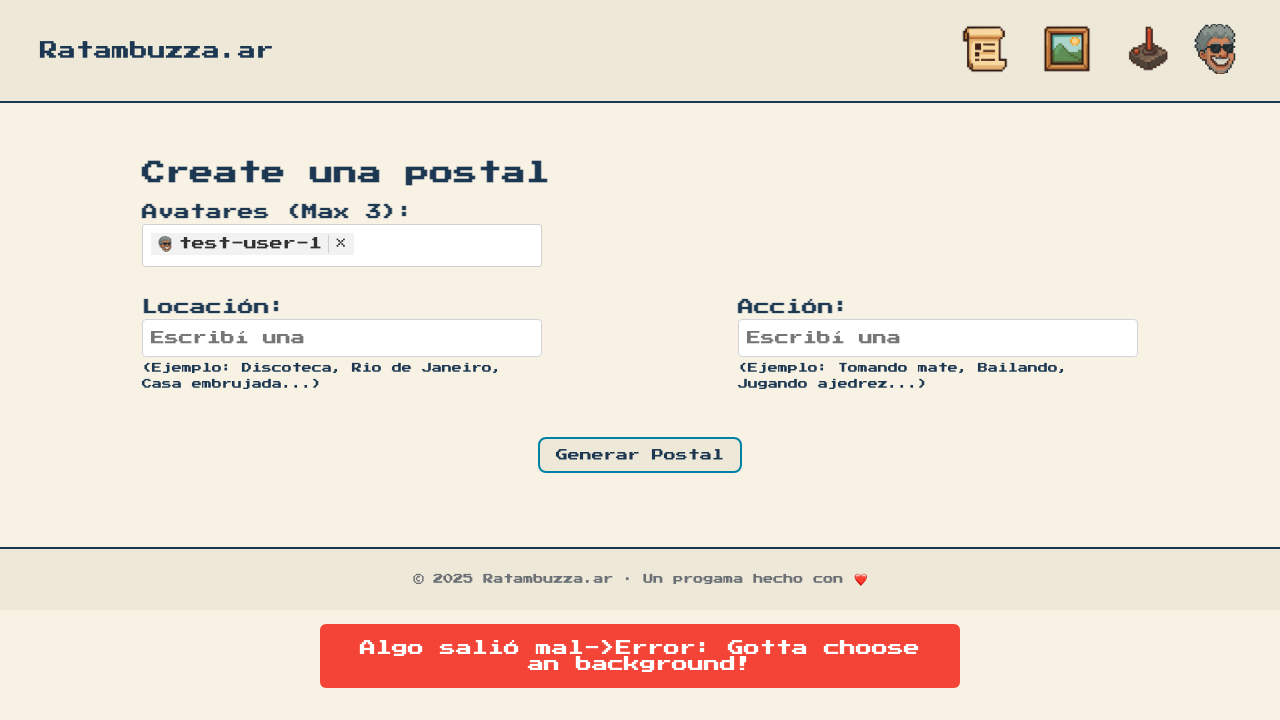 Ratambuzza.ar
Create una postal
Avatares (Max 3):
test-user-1 ×
Locación:
Escribí una
(Ejemplo: Discoteca, Rio de Janeiro,
Casa embrujada...)
Acción:
Escribí una
(Ejemplo: Tomando mate, Bailando,
Jugando ajedrez...)
Generar Postal
© 2025 Ratambuzza.ar · Un progama hecho con ❤️
Algo salió mal->Error: Gotta choose
an background!